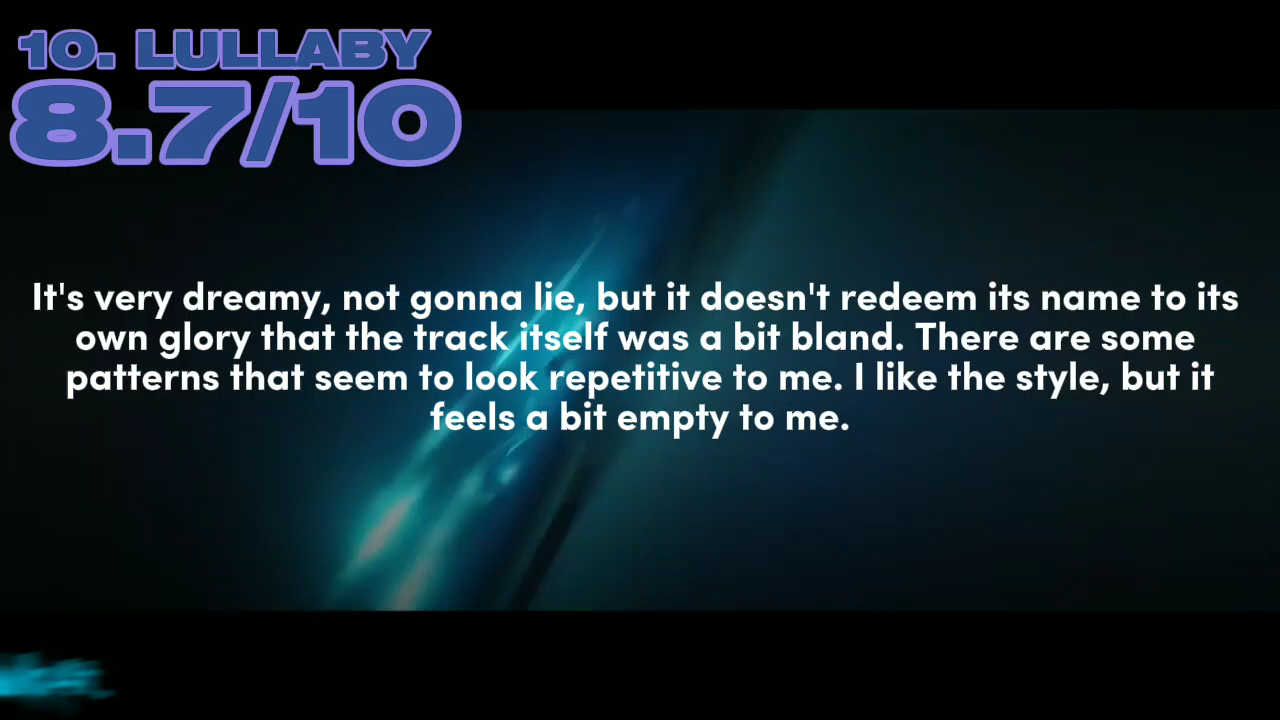 10. LULLABY
8.7/10
It's very dreamy, not gonna lie, but it doesn't redeem its name to its
own glory that the track itself was a bit bland. There are some
patterns that seem to look repetitive to me. I like the style, but it
feels a bit empty to me.